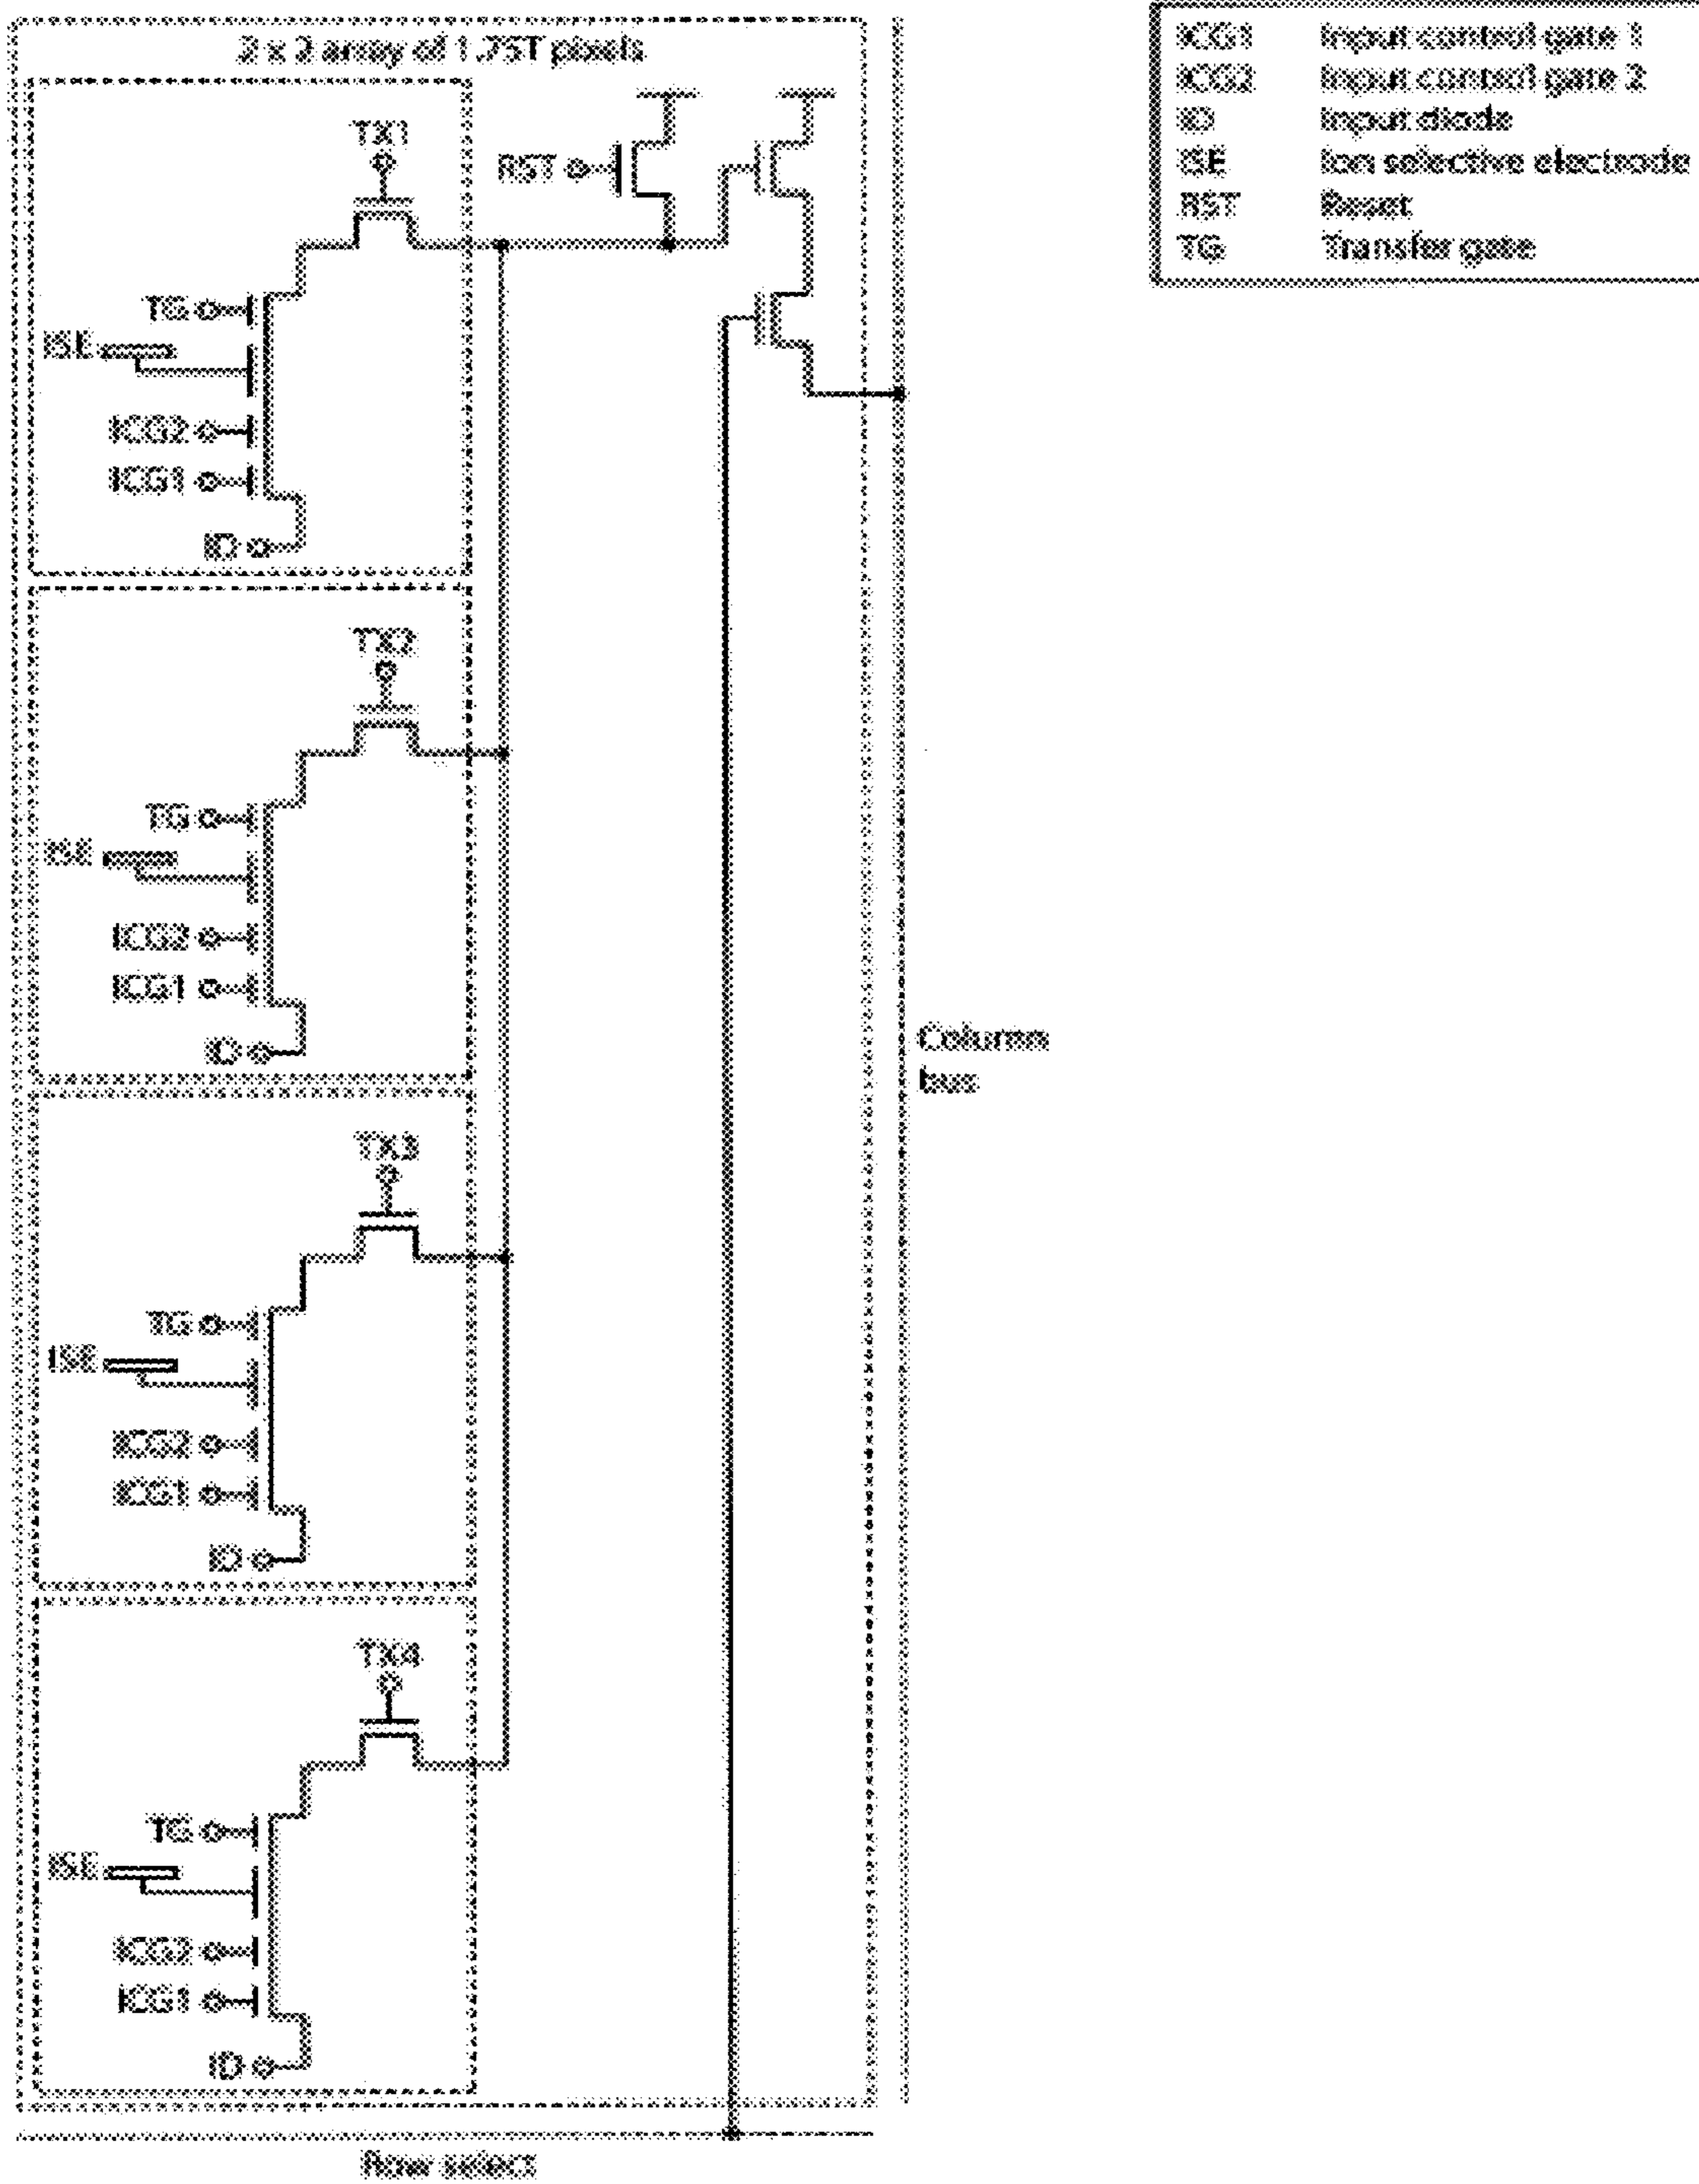 2 x 2 array of 1.75T pixels
TX1
RST
TG
ISE
ICG2
ICG1
ID
TX2
TG
ISE
ICG2
ICG1
ID
TX3
TG
ISE
ICG2
ICG1
ID
TX4
TG
ISE
ICG2
ICG1
ID
Column
bus
Row select
ICG1 Input control gate 1
ICG2 Input control gate 2
ID Input diode
ISE Ion selective electrode
RST Reset
TG Transfer gate